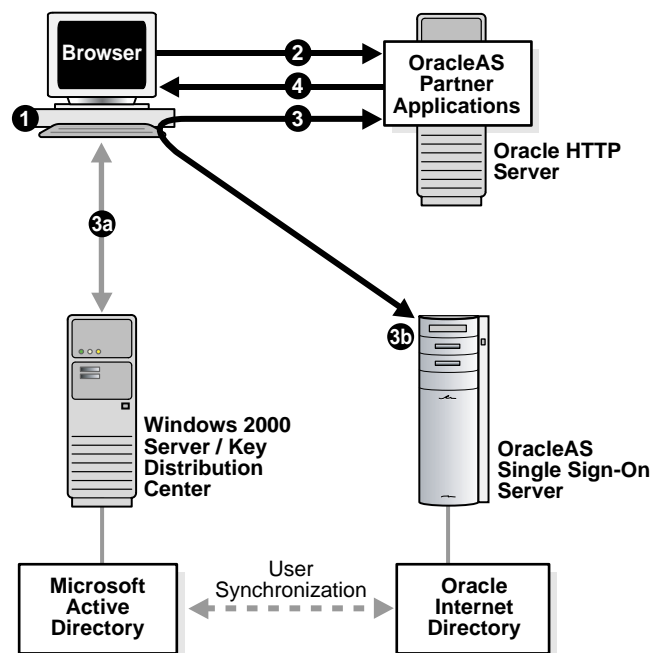 Browser
2
4
1
3
OracleAS
Partner
Applications
Oracle HTTP
Server
3a
3b
Windows 2000
Server / Key
Distribution
Center
OracleAS
Single Sign-On
Server
Microsoft
Active
Directory
User
Synchronization
Oracle
Internet
Directory